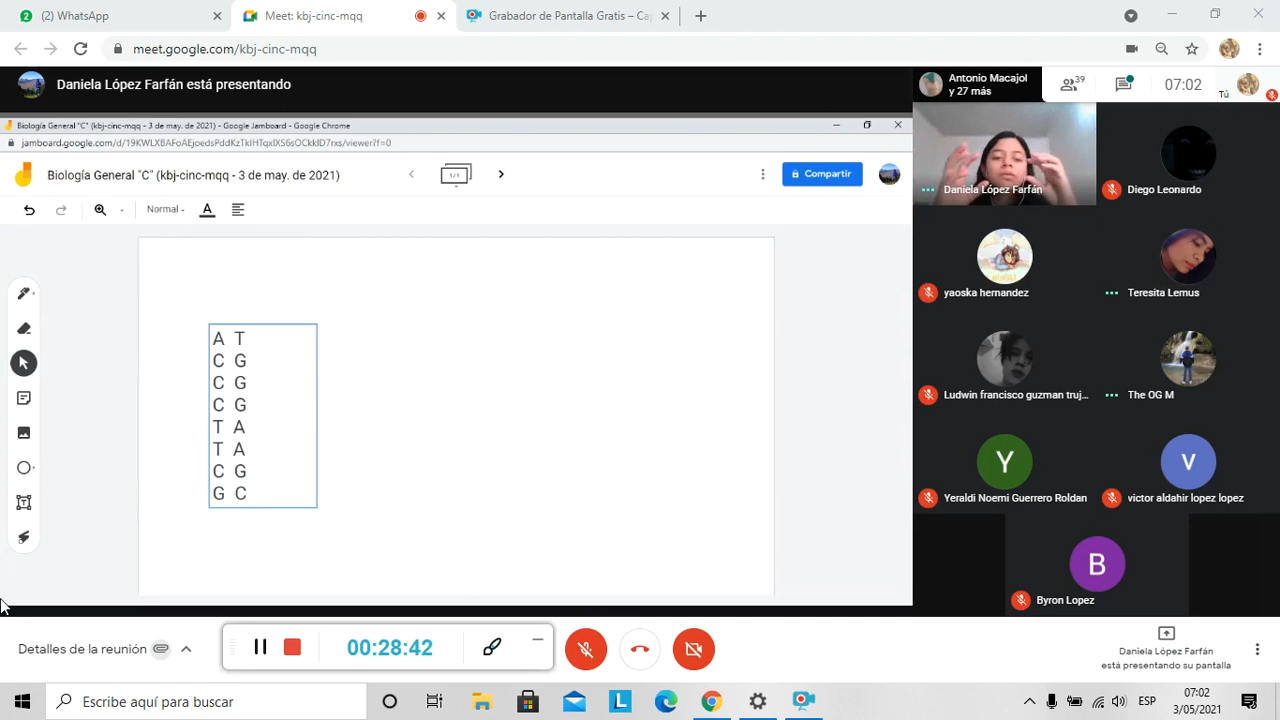 (2) WhatsApp
Meet: kbj-cinc-mqq
Grabador de Pantalla Gratis – Ca
meet.google.com/kbj-cinc-mqq
Daniela López Farfán está presentando
Antonio Macajol
y 27 más
39
07:02
Tú
Biología General "C" (kbj-cinc-mqq - 3 de may. de 2021) - Google Jamboard - Google Chrome
Biología General "C" (kbj-cinc-mqq - 3 de may. de 2021)
1/1
Compartir
Normal
A T
C G
C G
C G
T A
T A
C G
G C
Daniela López Farfán
Diego Leonardo
yaoska hernandez
Teresita Lemus
Ludwin francisco guzman truj...
The OG M
Y
Yeraldi Noemi Guerrero Roldan
V
victor aldahir lopez lopez
B
Byron Lopez
Detalles de la reunión
00:28:42
Daniela López Farfán
está presentando su pantalla
Escribe aquí para buscar
ESP
07:02
3/05/2021